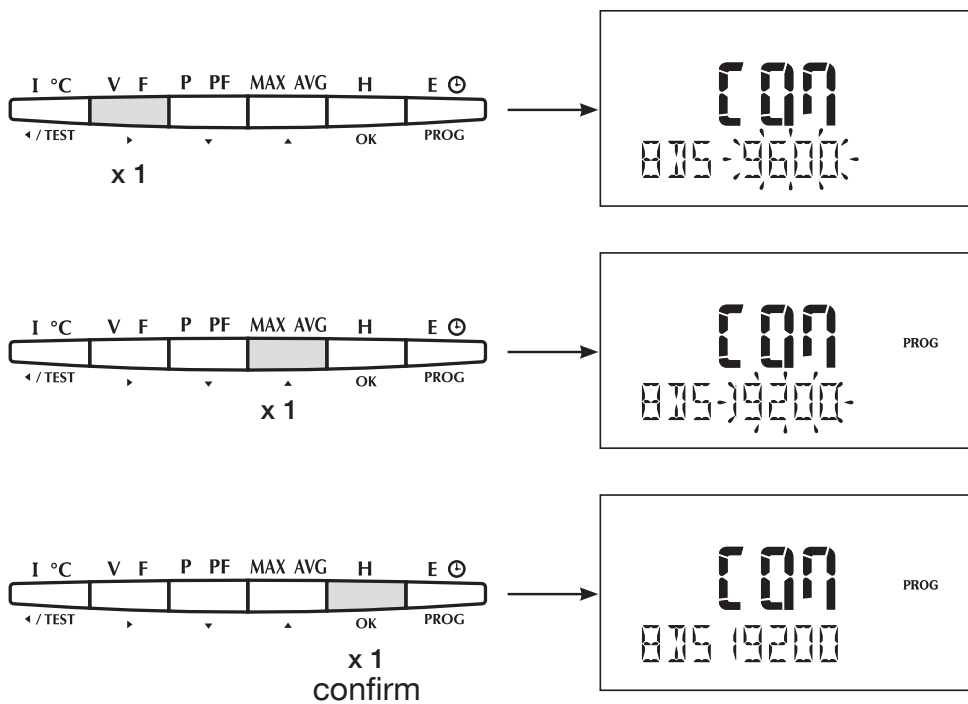 I °C V F P PF MAX AVG H E
COM
◂ / TEST ▸ ▾ ▴ OK PROG
BDS 9600
x 1
I °C V F P PF MAX AVG H E
COM
PROG
◂ / TEST ▸ ▾ ▴ OK PROG
BDS 19200
x 1
I °C V F P PF MAX AVG H E
COM
PROG
◂ / TEST ▸ ▾ ▴ OK PROG
BDS 19200
x 1
confirm